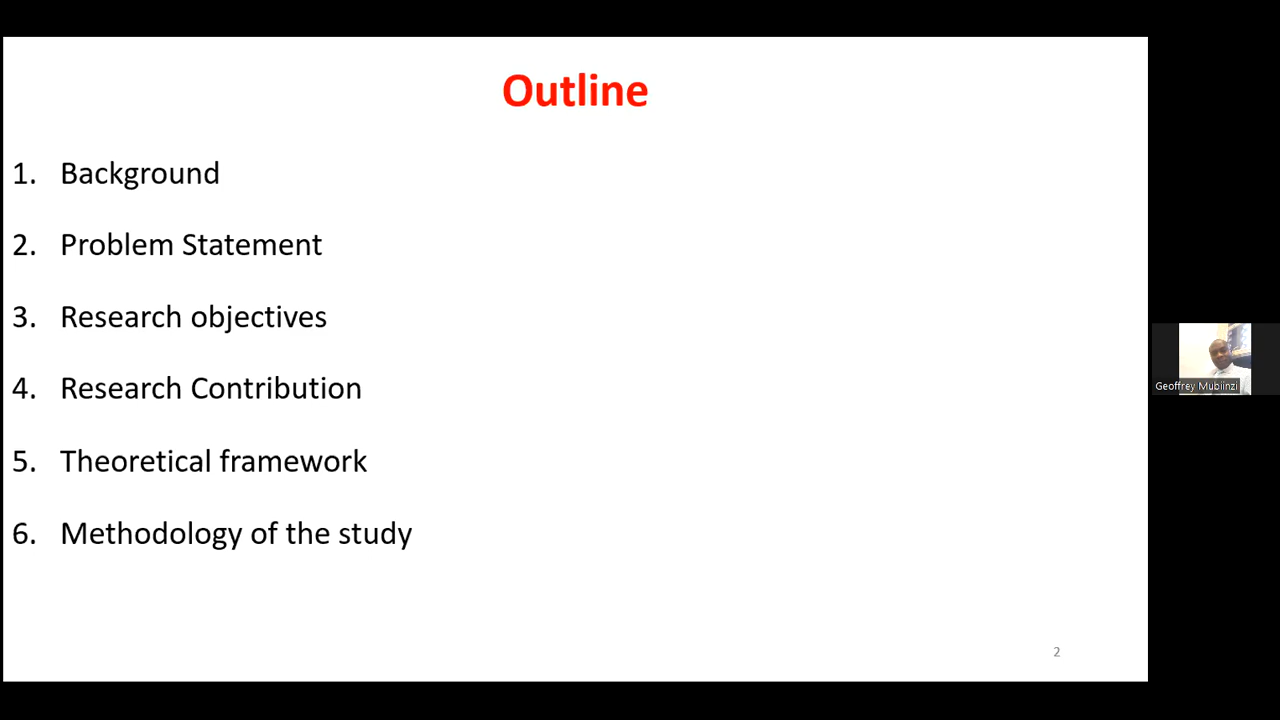 Outline
1. Background
2. Problem Statement
3. Research objectives
4. Research Contribution
5. Theoretical framework
6. Methodology of the study
2
Geoffrey Mubiinzi